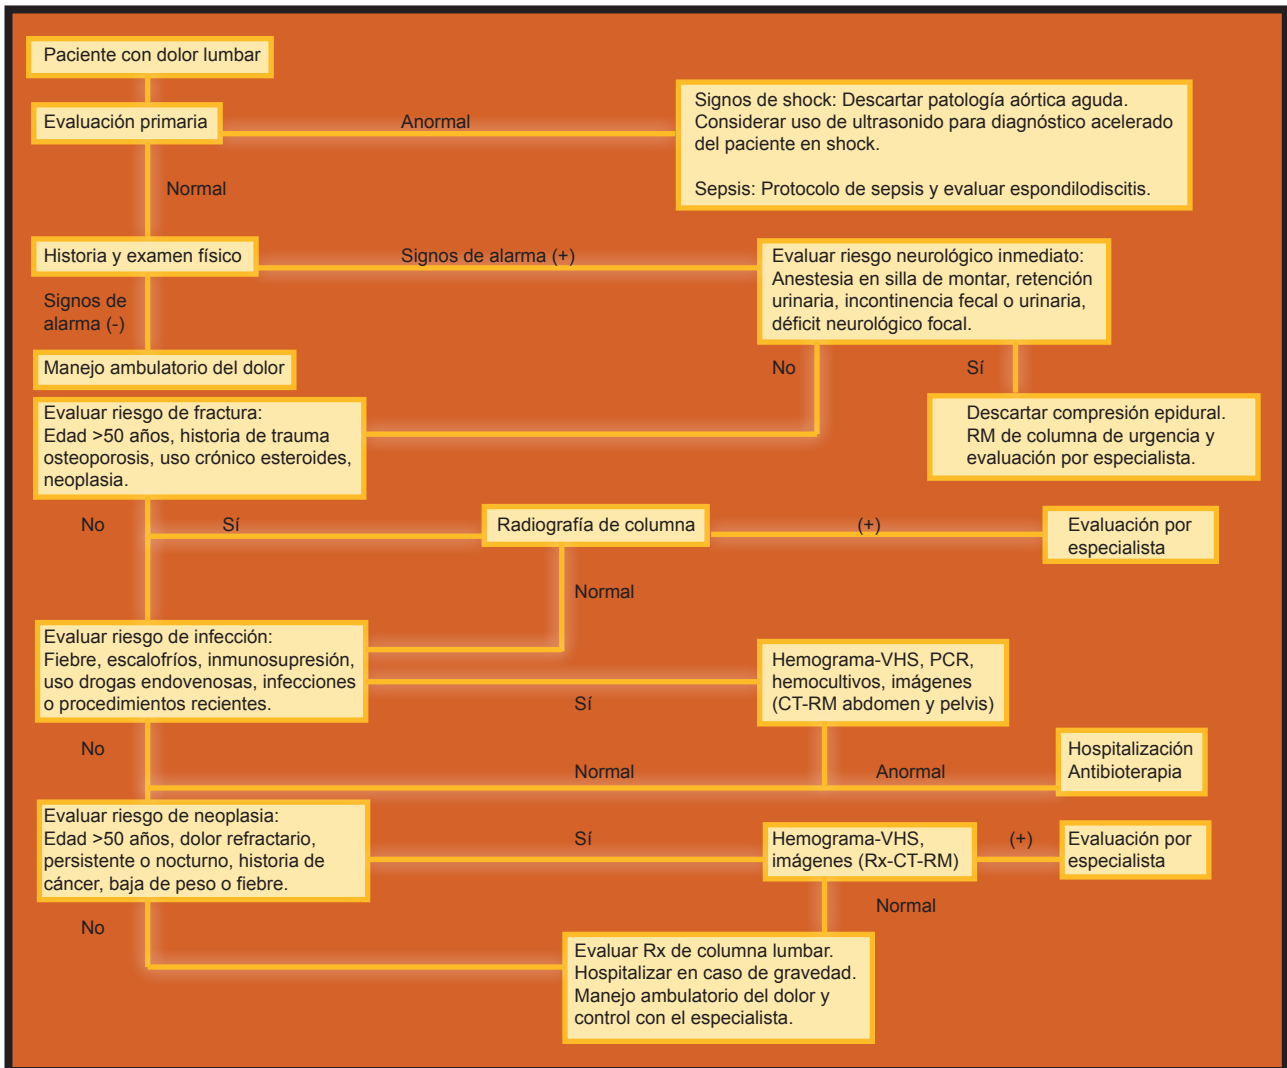 Paciente con dolor lumbar
Evaluación primaria
Anormal
Signos de shock: Descartar patología aórtica aguda.
Considerar uso de ultrasonido para diagnóstico acelerado
del paciente en shock.
Sepsis: Protocolo de sepsis y evaluar espondilodiscitis.
Normal
Historia y examen físico
Signos de alarma (+)
Evaluar riesgo neurológico inmediato:
Anestesia en silla de montar, retención
urinaria, incontinencia fecal o urinaria,
déficit neurológico focal.
Signos de
alarma (-)
Manejo ambulatorio del dolor
No
Sí
Descartar compresión epidural.
RM de columna de urgencia y
evaluación por especialista.
Evaluar riesgo de fractura:
Edad >50 años, historia de trauma
osteoporosis, uso crónico esteroides,
neoplasia.
No
Sí
Radiografía de columna
(+)
Evaluación por
especialista
Normal
Evaluar riesgo de infección:
Fiebre, escalofríos, inmunosupresión,
uso drogas endovenosas, infecciones
o procedimientos recientes.
Sí
Hemograma-VHS, PCR,
hemocultivos, imágenes
(CT-RM abdomen y pelvis)
No
Normal
Anormal
Hospitalización
Antibioterapia
Evaluar riesgo de neoplasia:
Edad >50 años, dolor refractario,
persistente o nocturno, historia de
cáncer, baja de peso o fiebre.
Sí
Hemograma-VHS,
imágenes (Rx-CT-RM)
(+)
Evaluación por
especialista
Normal
No
Evaluar Rx de columna lumbar.
Hospitalizar en caso de gravedad.
Manejo ambulatorio del dolor y
control con el especialista.